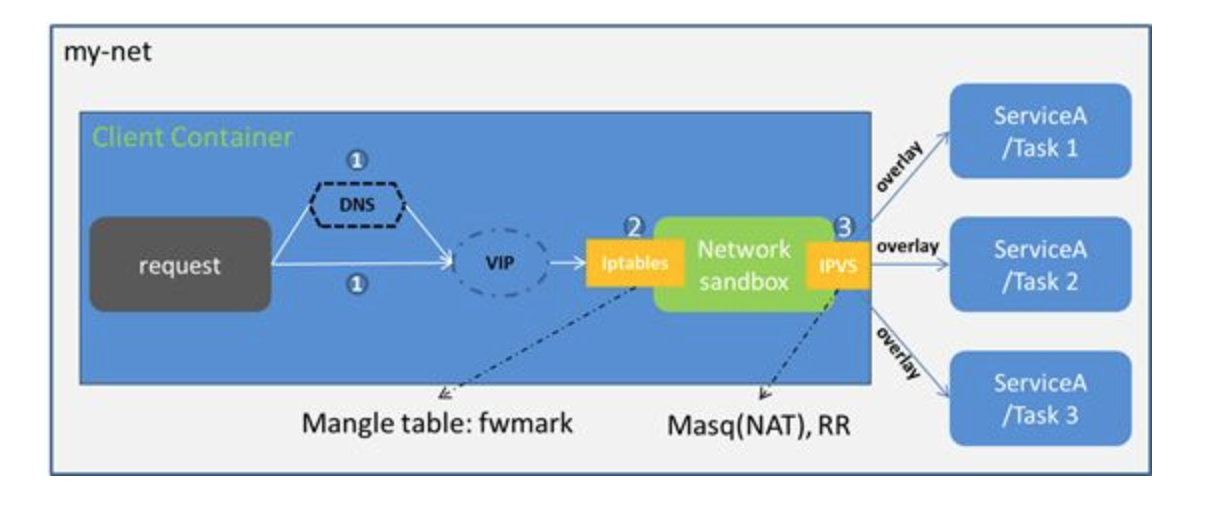 my-net
Client Container
①
DNS
request
①
VIP
②
Iptables
Network
sandbox
③
IPVS
overlay
overlay
overlay
ServiceA
/Task 1
ServiceA
/Task 2
ServiceA
/Task 3
Mangle table: fwmark
Masq(NAT), RR